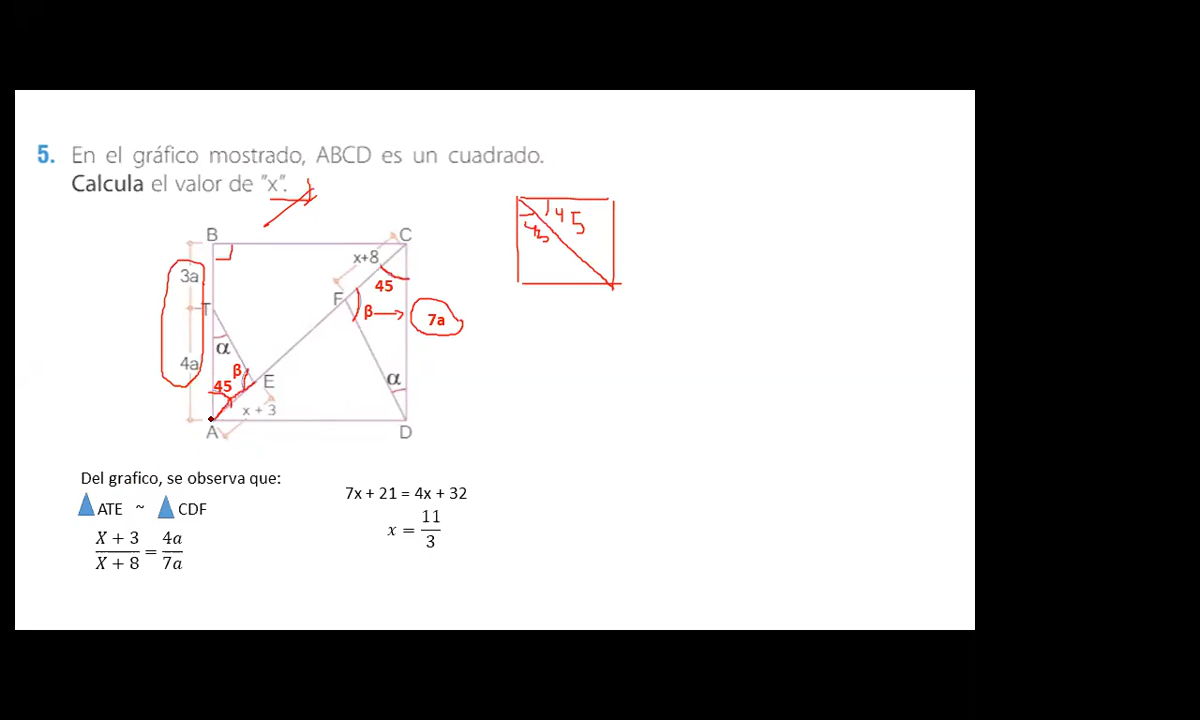 5. En el gráfico mostrado, ABCD es un cuadrado.
Calcula el valor de "x".
B
C
3a
x+8
45
F
T
β
7a
α
4a
β
45
E
α
x + 3
A
D
45
45
Del grafico, se observa que:
ATE ~ CDF
X + 3 / X + 8 = 4a / 7a
7x + 21 = 4x + 32
x = 11 / 3